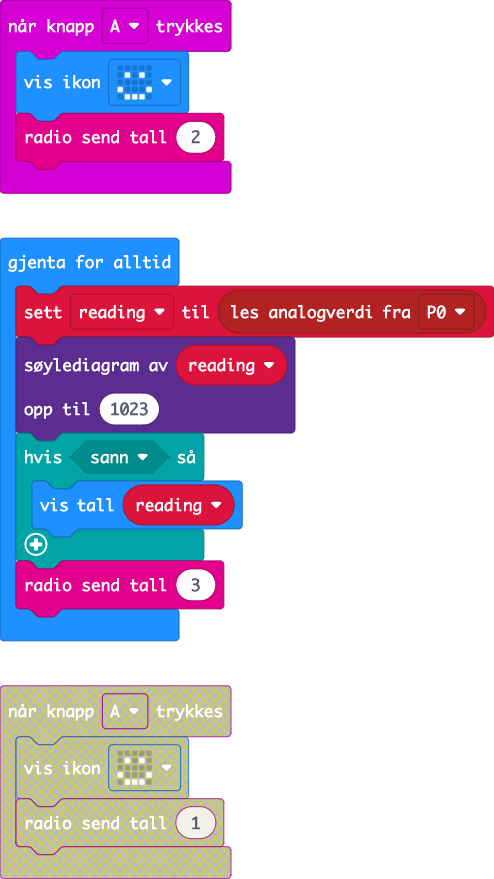 når knapp A trykkes
vis ikon
radio send tall 2
gjenta for alltid
sett reading til les analogverdi fra P0
søylediagram av reading
opp til 1023
hvis sann så
vis tall reading
radio send tall 3
når knapp A trykkes
vis ikon
radio send tall 1